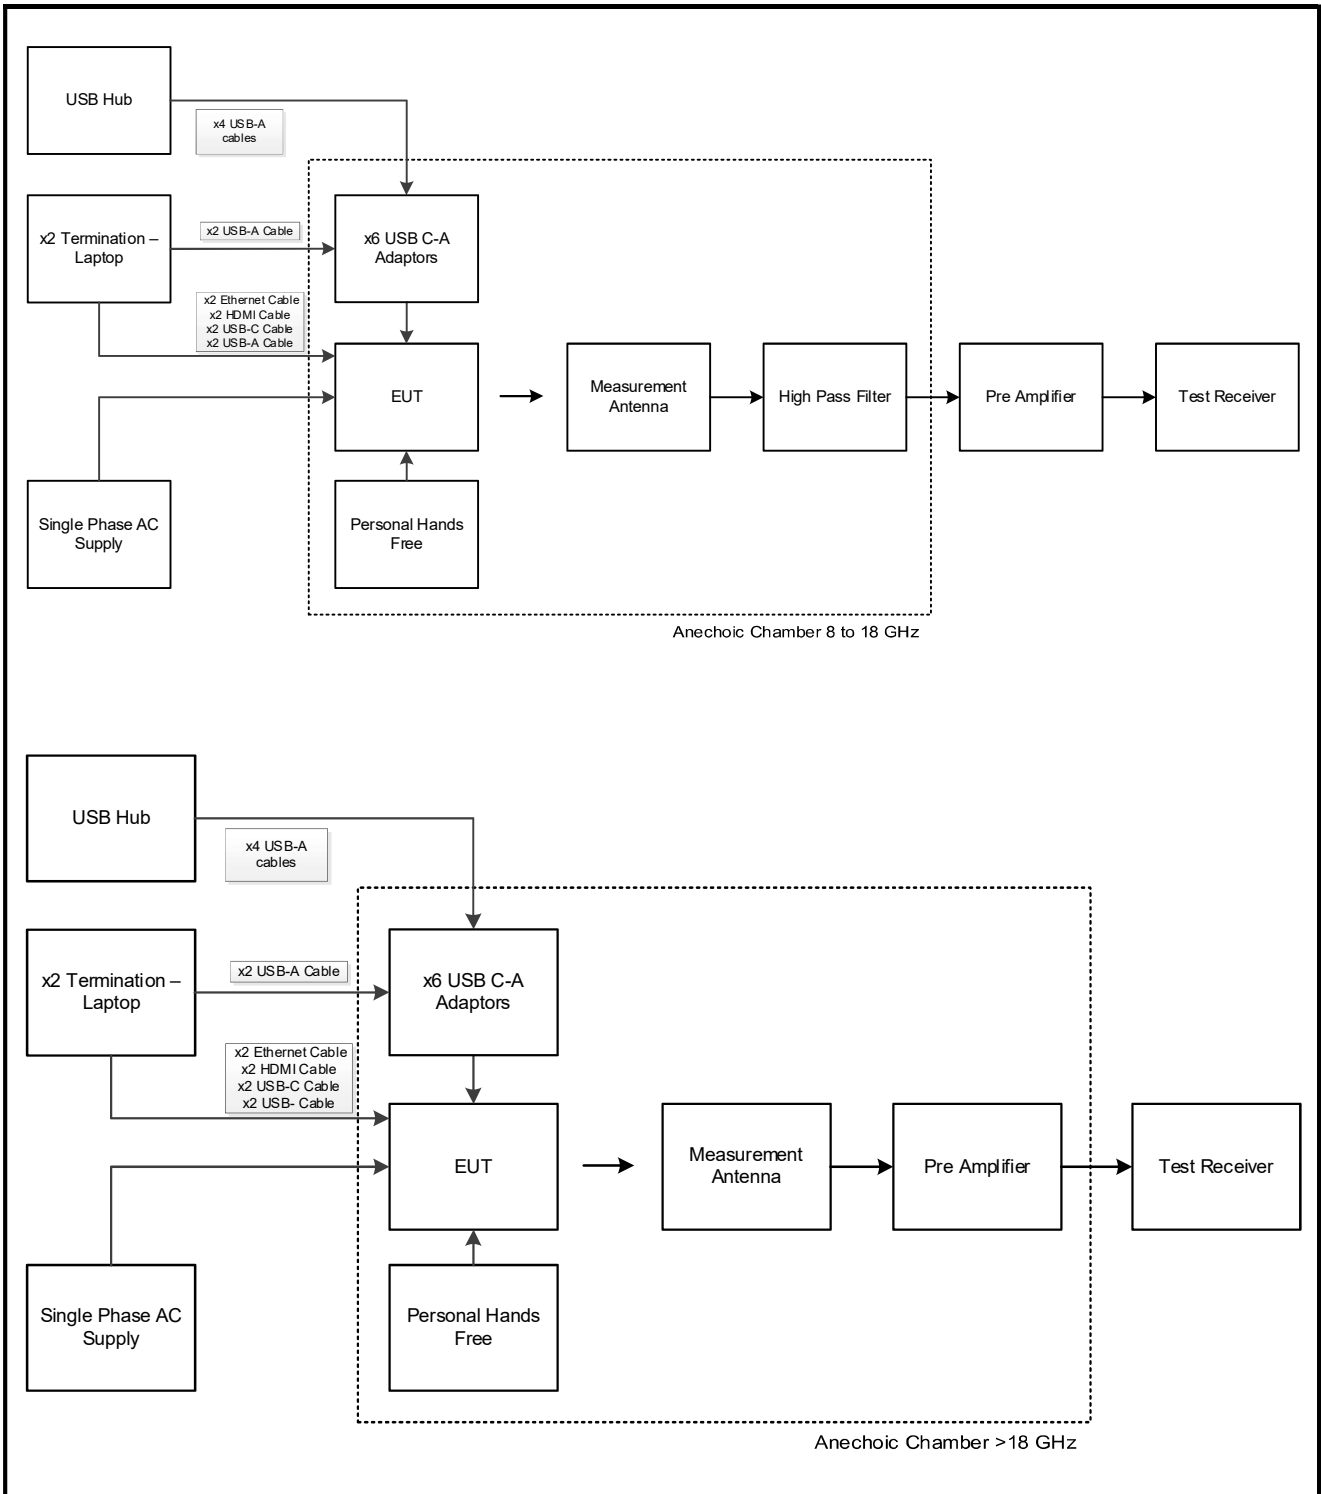 USB Hub
x4 USB-A
cables
x2 Termination –
Laptop
x2 USB-A Cable
x6 USB C-A
Adaptors
x2 Ethernet Cable
x2 HDMI Cable
x2 USB-C Cable
x2 USB-A Cable
EUT
Measurement
Antenna
High Pass Filter
Pre Amplifier
Test Receiver
Single Phase AC
Supply
Personal Hands
Free
Anechoic Chamber 8 to 18 GHz
USB Hub
x4 USB-A
cables
x2 Termination –
Laptop
x2 USB-A Cable
x6 USB C-A
Adaptors
x2 Ethernet Cable
x2 HDMI Cable
x2 USB-C Cable
x2 USB- Cable
EUT
Measurement
Antenna
Pre Amplifier
Test Receiver
Single Phase AC
Supply
Personal Hands
Free
Anechoic Chamber >18 GHz